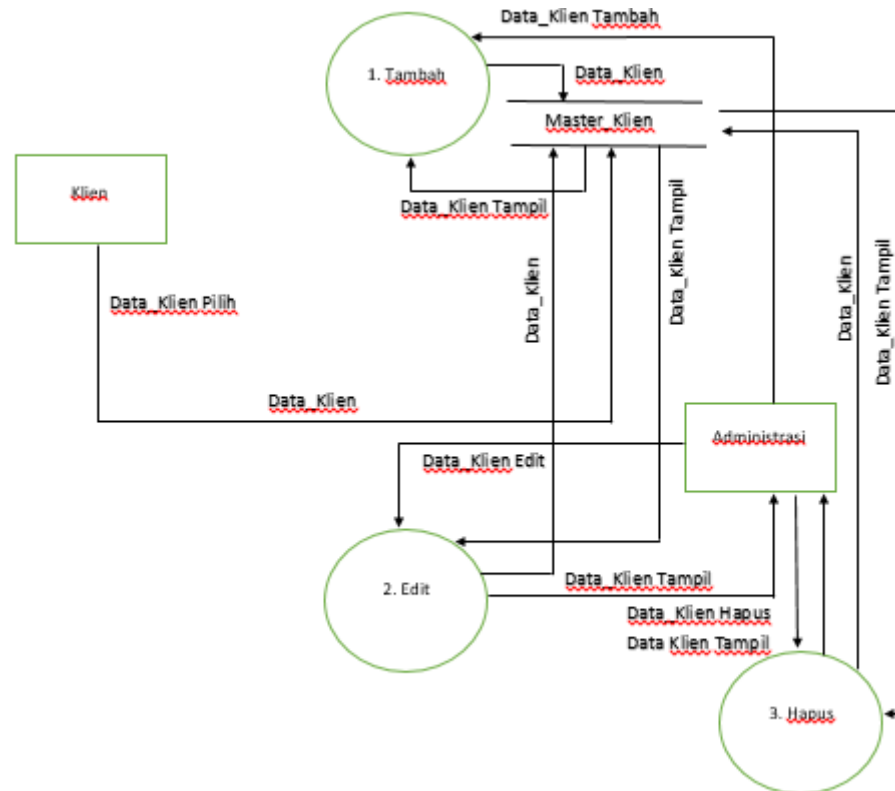 Data_Klien Tambah
1. Tambah
Data_Klien
Master_Klien
Klien
Data_Klien Tampil
Data_Klien Pilih
Data_Klien
Data_Klien Tampil
Data_Klien
Data_Klien Tampil
Data_Klien
Administrasi
Data_Klien Edit
2. Edit
Data_Klien Tampil
Data_Klien Hapus
Data Klien Tampil
3. Hapus